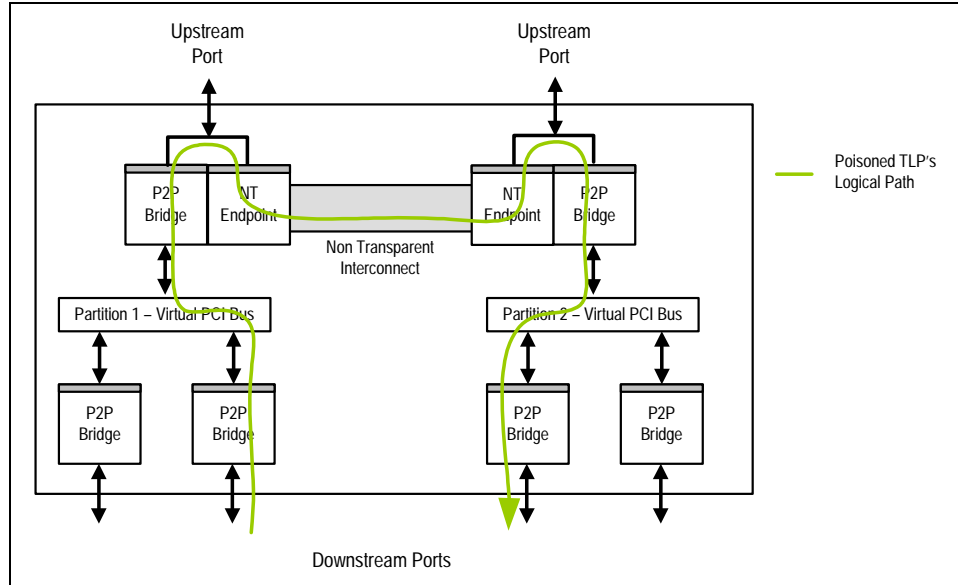 Upstream
Port
Upstream
Port
P2P
Bridge
NT
Endpoint
NT
Endpoint
P2P
Bridge
Poisoned TLP's
Logical Path
Non Transparent
Interconnect
Partition 1 – Virtual PCI Bus
Partition 2 – Virtual PCI Bus
P2P
Bridge
P2P
Bridge
P2P
Bridge
P2P
Bridge
Downstream Ports